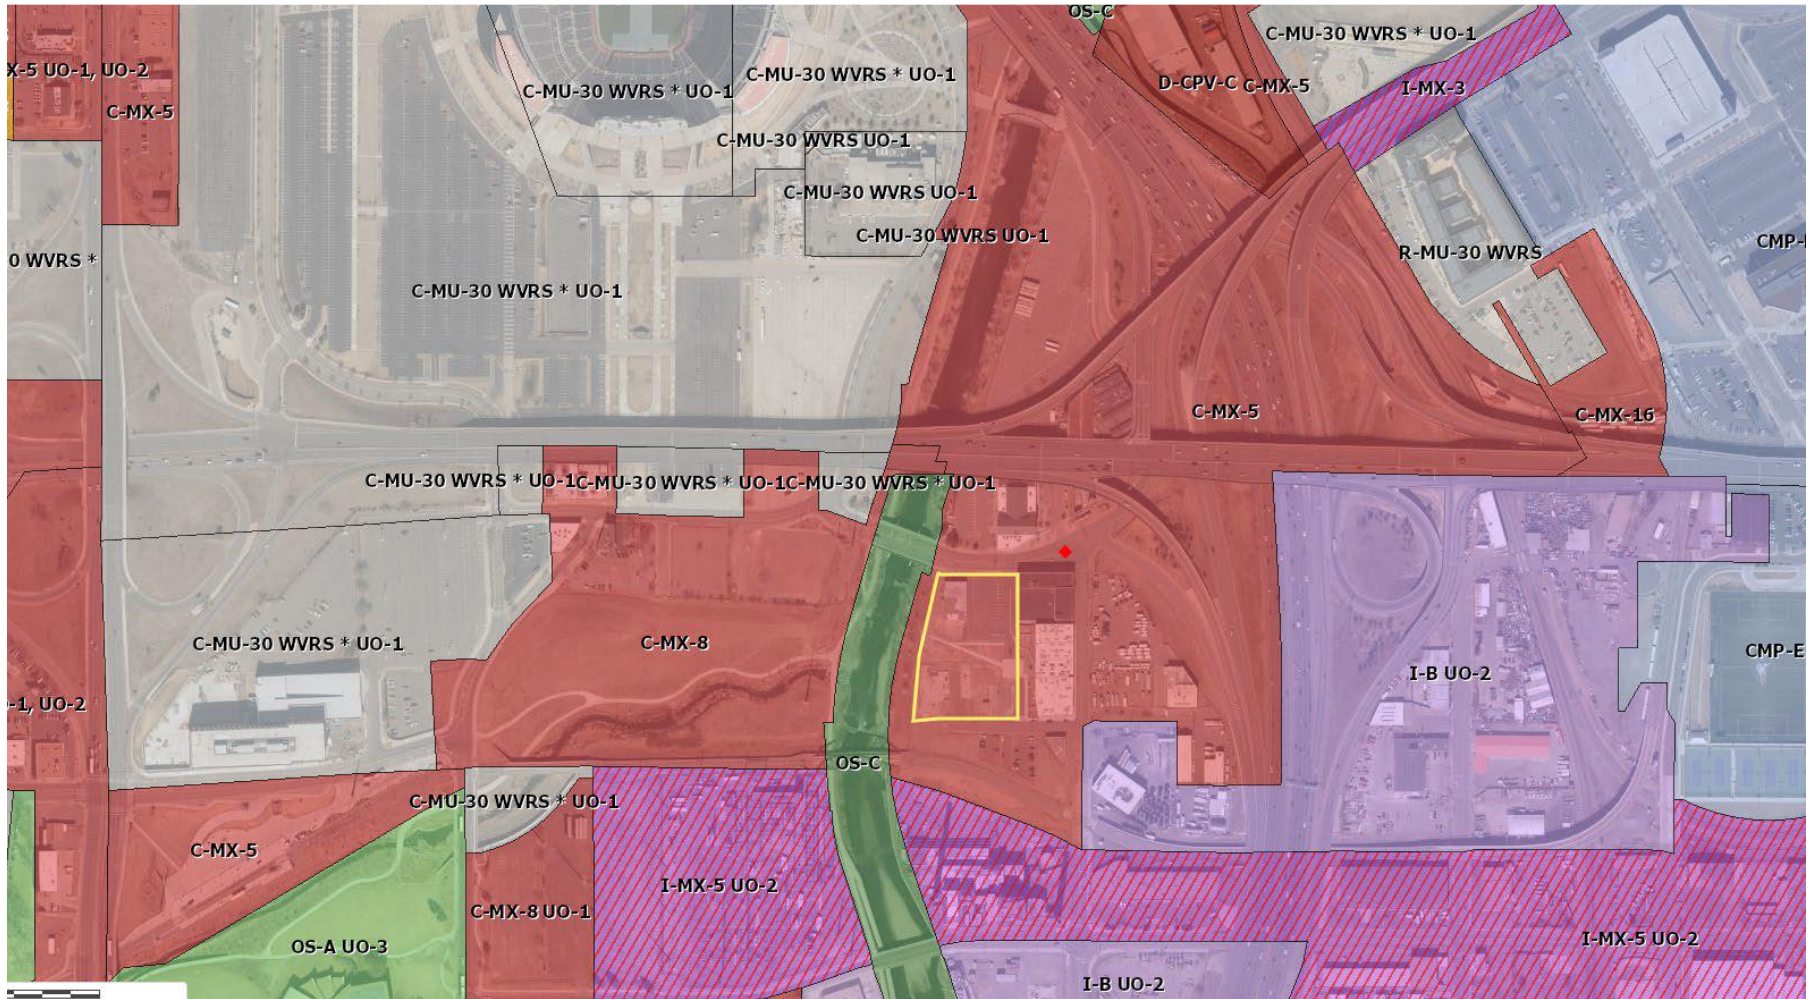 OS-C
C-MU-30 WVRS * UO-1
X-5 UO-1, UO-2
C-MU-30 WVRS * UO-1
C-MU-30 WVRS * UO-1
D-CPV-C
C-MX-5
I-MX-3
C-MX-5
C-MU-30 WVRS UO-1
C-MU-30 WVRS UO-1
C-MU-30 WVRS UO-1
0 WVRS *
R-MU-30 WVRS
CMP-
C-MU-30 WVRS * UO-1
C-MX-5
C-MX-16
C-MU-30 WVRS * UO-1
C-MU-30 WVRS * UO-1
C-MU-30 WVRS * UO-1
C-MU-30 WVRS * UO-1
C-MX-8
CMP-E
I-B UO-2
-1, UO-2
OS-C
C-MU-30 WVRS * UO-1
C-MX-5
I-MX-5 UO-2
C-MX-8 UO-1
OS-A UO-3
I-MX-5 UO-2
I-B UO-2